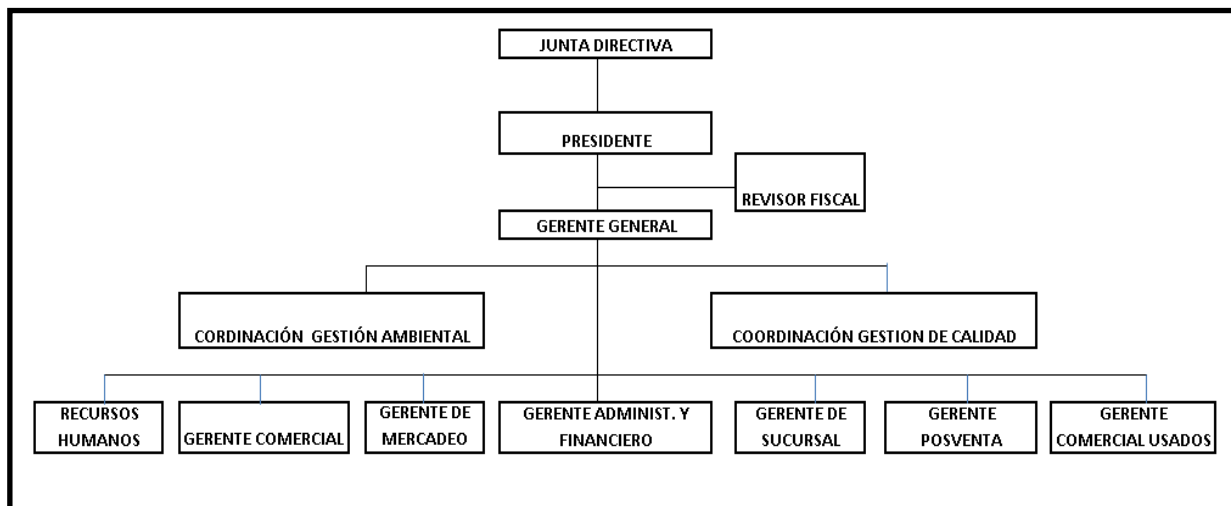 JUNTA DIRECTIVA
PRESIDENTE
REVISOR FISCAL
GERENTE GENERAL
CORDINACIÓN GESTIÓN AMBIENTAL
COORDINACIÓN GESTION DE CALIDAD
RECURSOS
HUMANOS
GERENTE COMERCIAL
GERENTE DE
MERCADEO
GERENTE ADMINIST. Y
FINANCIERO
GERENTE DE
SUCURSAL
GERENTE
POSVENTA
GERENTE
COMERCIAL USADOS